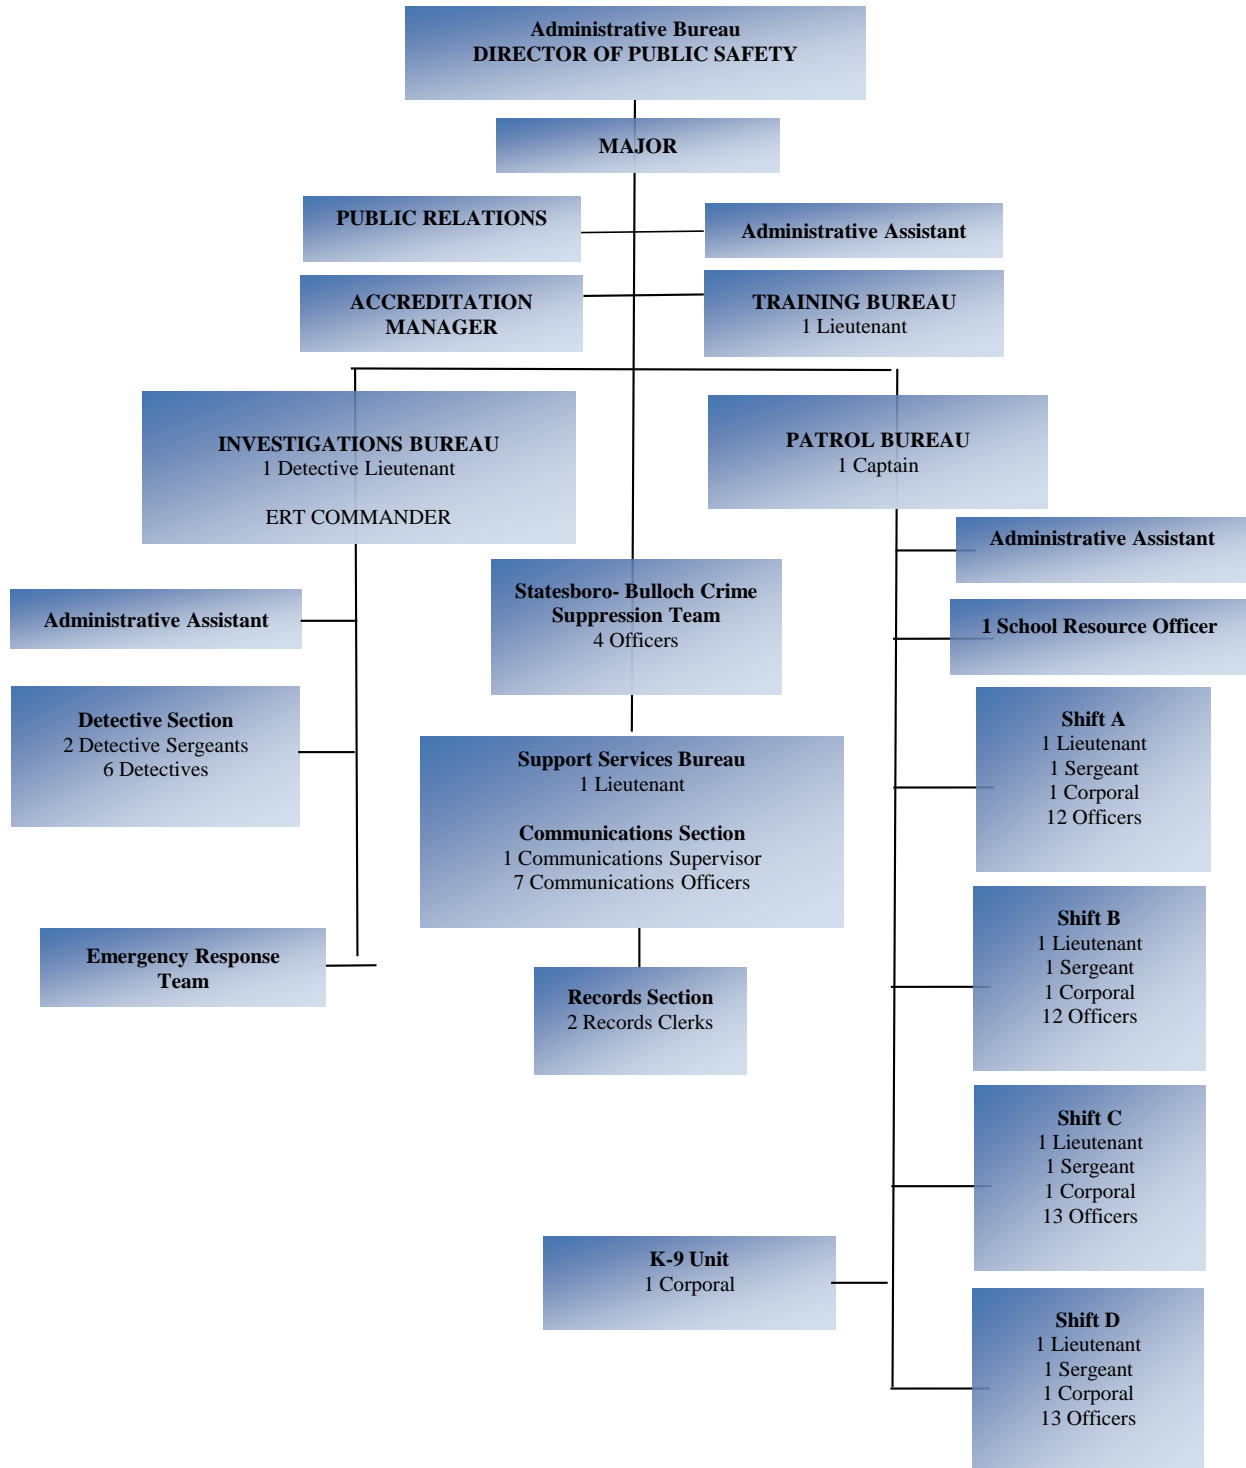 Administrative Bureau
DIRECTOR OF PUBLIC SAFETY
MAJOR
PUBLIC RELATIONS
Administrative Assistant
ACCREDITATION
MANAGER
TRAINING BUREAU
1 Lieutenant
INVESTIGATIONS BUREAU
1 Detective Lieutenant
ERT COMMANDER
PATROL BUREAU
1 Captain
Administrative Assistant
Statesboro- Bulloch Crime
Suppression Team
4 Officers
Administrative Assistant
1 School Resource Officer
Detective Section
2 Detective Sergeants
6 Detectives
Support Services Bureau
1 Lieutenant
Communications Section
1 Communications Supervisor
7 Communications Officers
Shift A
1 Lieutenant
1 Sergeant
1 Corporal
12 Officers
Emergency Response
Team
Records Section
2 Records Clerks
Shift B
1 Lieutenant
1 Sergeant
1 Corporal
12 Officers
Shift C
1 Lieutenant
1 Sergeant
1 Corporal
13 Officers
K-9 Unit
1 Corporal
Shift D
1 Lieutenant
1 Sergeant
1 Corporal
13 Officers